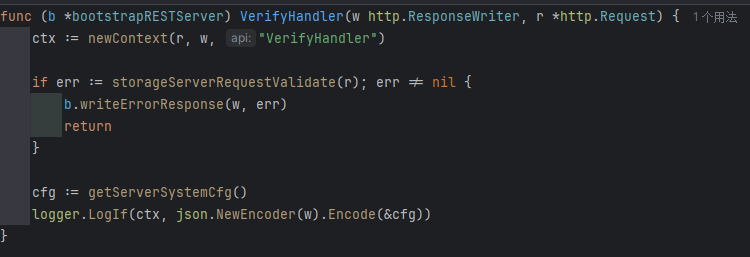 func (b *bootstrapRESTServer) VerifyHandler(w http.ResponseWriter, r *http.Request) { 1个用法
ctx := newContext(r, w, api: "VerifyHandler")
if err := storageServerRequestValidate(r); err != nil {
b.writeErrorResponse(w, err)
return
}
cfg := getServerSystemCfg()
logger.LogIf(ctx, json.NewEncoder(w).Encode(&cfg))
}